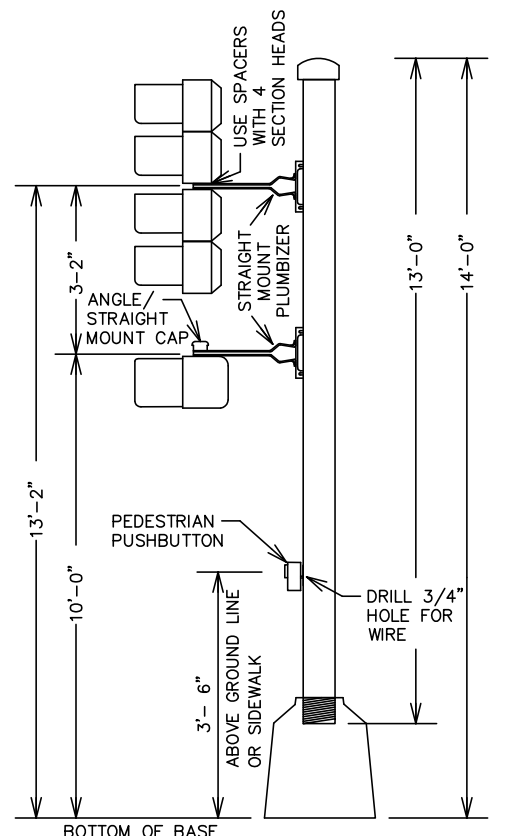 USE SPACERS
WITH 4
SECTION HEADS
STRAIGHT
MOUNT
PLUMBIZER
3'-2"
ANGLE/
STRAIGHT
MOUNT CAP
13'-0"
14'-0"
13'-2"
10'-0"
PEDESTRIAN
PUSHBUTTON
DRILL 3/4"
HOLE FOR
WIRE
3'- 6"
ABOVE GROUND LINE
OR SIDEWALK
BOTTOM OF BASE